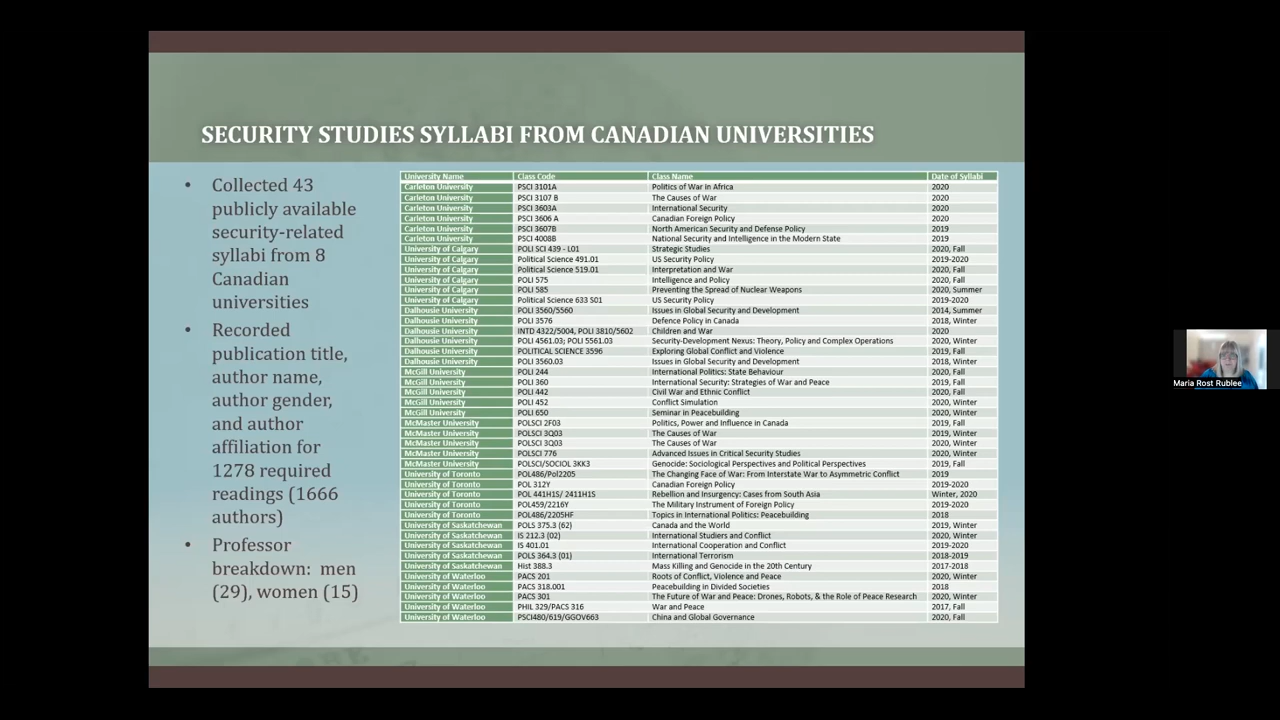 SECURITY STUDIES SYLLABI FROM CANADIAN UNIVERSITIES
• Collected 43
publicly available
security-related
syllabi from 8
Canadian
universities
• Recorded
publication title,
author name,
author gender,
and author
affiliation for
1278 required
readings (1666
authors)
• Professor
breakdown: men
(29), women (15)
University Name Class Code Class Name Date of Syllabi
Carleton University PSCI 3101A Politics of War in Africa 2020
Carleton University PSCI 3107 B The Causes of War 2020
Carleton University PSCI 3603A International Security 2020
Carleton University PSCI 3606 A Canadian Foreign Policy 2020
Carleton University PSCI 3607B North American Security and Defense Policy 2019
Carleton University PSCI 4008B National Security and Intelligence in the Modern State 2019
University of Calgary POLI SCI 439 - L01 Strategic Studies 2020, Fall
University of Calgary Political Science 491.01 US Security Policy 2019-2020
University of Calgary Political Science 519.01 Interpretation and War 2020, Fall
University of Calgary POLI 575 Intelligence and Policy 2020, Fall
University of Calgary POLI 585 Preventing the Spread of Nuclear Weapons 2020, Summer
University of Calgary Political Science 633 S01 US Security Policy 2019-2020
Dalhousie University POLI 3560/5560 Issues in Global Security and Development 2014, Summer
Dalhousie University POLI 3576 Defence Policy in Canada 2018, Winter
Dalhousie University INTD 4322/5004, POLI 3810/5602 Children and War 2020
Dalhousie University POLI 4561.03; POLI 5561.03 Security-Development Nexus: Theory, Policy and Complex Operations 2020, Winter
Dalhousie University POLITICAL SCIENCE 3596 Exploring Global Conflict and Violence 2019, Fall
Dalhousie University POLI 3560.03 Issues in Global Security and Development 2018, Winter
McGill University POLI 244 International Politics: State Behaviour 2020, Fall
McGill University POLI 360 International Security: Strategies of War and Peace 2019, Fall
McGill University POLI 442 Civil War and Ethnic Conflict 2020, Fall
McGill University POLI 452 Conflict Simulation 2020, Winter
McGill University POLI 650 Seminar in Peacebuilding 2020, Winter
McMaster University POLSCI 2F03 Politics, Power and Influence in Canada 2019, Fall
McMaster University POLSCI 3Q03 The Causes of War 2019, Winter
McMaster University POLSCI 3Q03 The Causes of War 2020, Winter
McMaster University POLSCI 776 Advanced Issues in Critical Security Studies 2020, Winter
McMaster University POLSCI/SOCIOL 3KK3 Genocide: Sociological Perspectives and Political Perspectives 2019, Fall
University of Toronto POL486/Pol2205 The Changing Face of War: From Interstate War to Asymmetric Conflict 2019
University of Toronto POL 312Y Canadian Foreign Policy 2019-2020
University of Toronto POL 441H1S/ 2411H1S Rebellion and Insurgency: Cases from South Asia Winter, 2020
University of Toronto POL459/2216Y The Military Instrument of Foreign Policy 2019-2020
University of Toronto POL486/2205HF Topics in International Politics: Peacebuilding 2018
University of Saskatchewan POLS 375.3 (62) Canada and the World 2019, Winter
University of Saskatchewan IS 212.3 (02) International Studiers and Conflict 2020, Winter
University of Saskatchewan IS 401.01 International Cooperation and Conflict 2019-2020
University of Saskatchewan POLS 364.3 (01) International Terrorism 2018-2019
University of Saskatchewan Hist 388.3 Mass Killing and Genocide in the 20th Century 2017-2018
University of Waterloo PACS 201 Roots of Conflict, Violence and Peace 2020, Winter
University of Waterloo PACS 318.001 Peacebuilding in Divided Societies 2018
University of Waterloo PACS 301 The Future of War and Peace: Drones, Robots, & the Role of Peace Research 2020, Winter
University of Waterloo PHIL 329/PACS 316 War and Peace 2017, Fall
University of Waterloo PSCI480/619/GGOV663 China and Global Governance 2020, Fall
Maria Rost Rublee